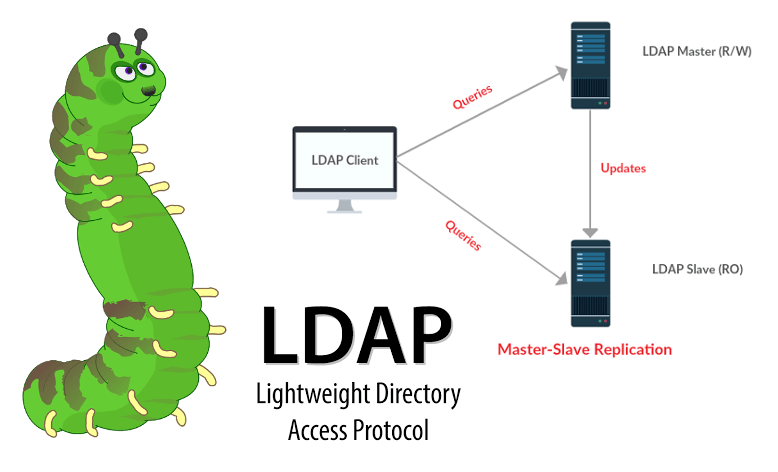 LDAP Master (R/W)
Queries
LDAP Client
Updates
Queries
LDAP Slave (RO)
Master-Slave Replication
LDAP
Lightweight Directory
Access Protocol